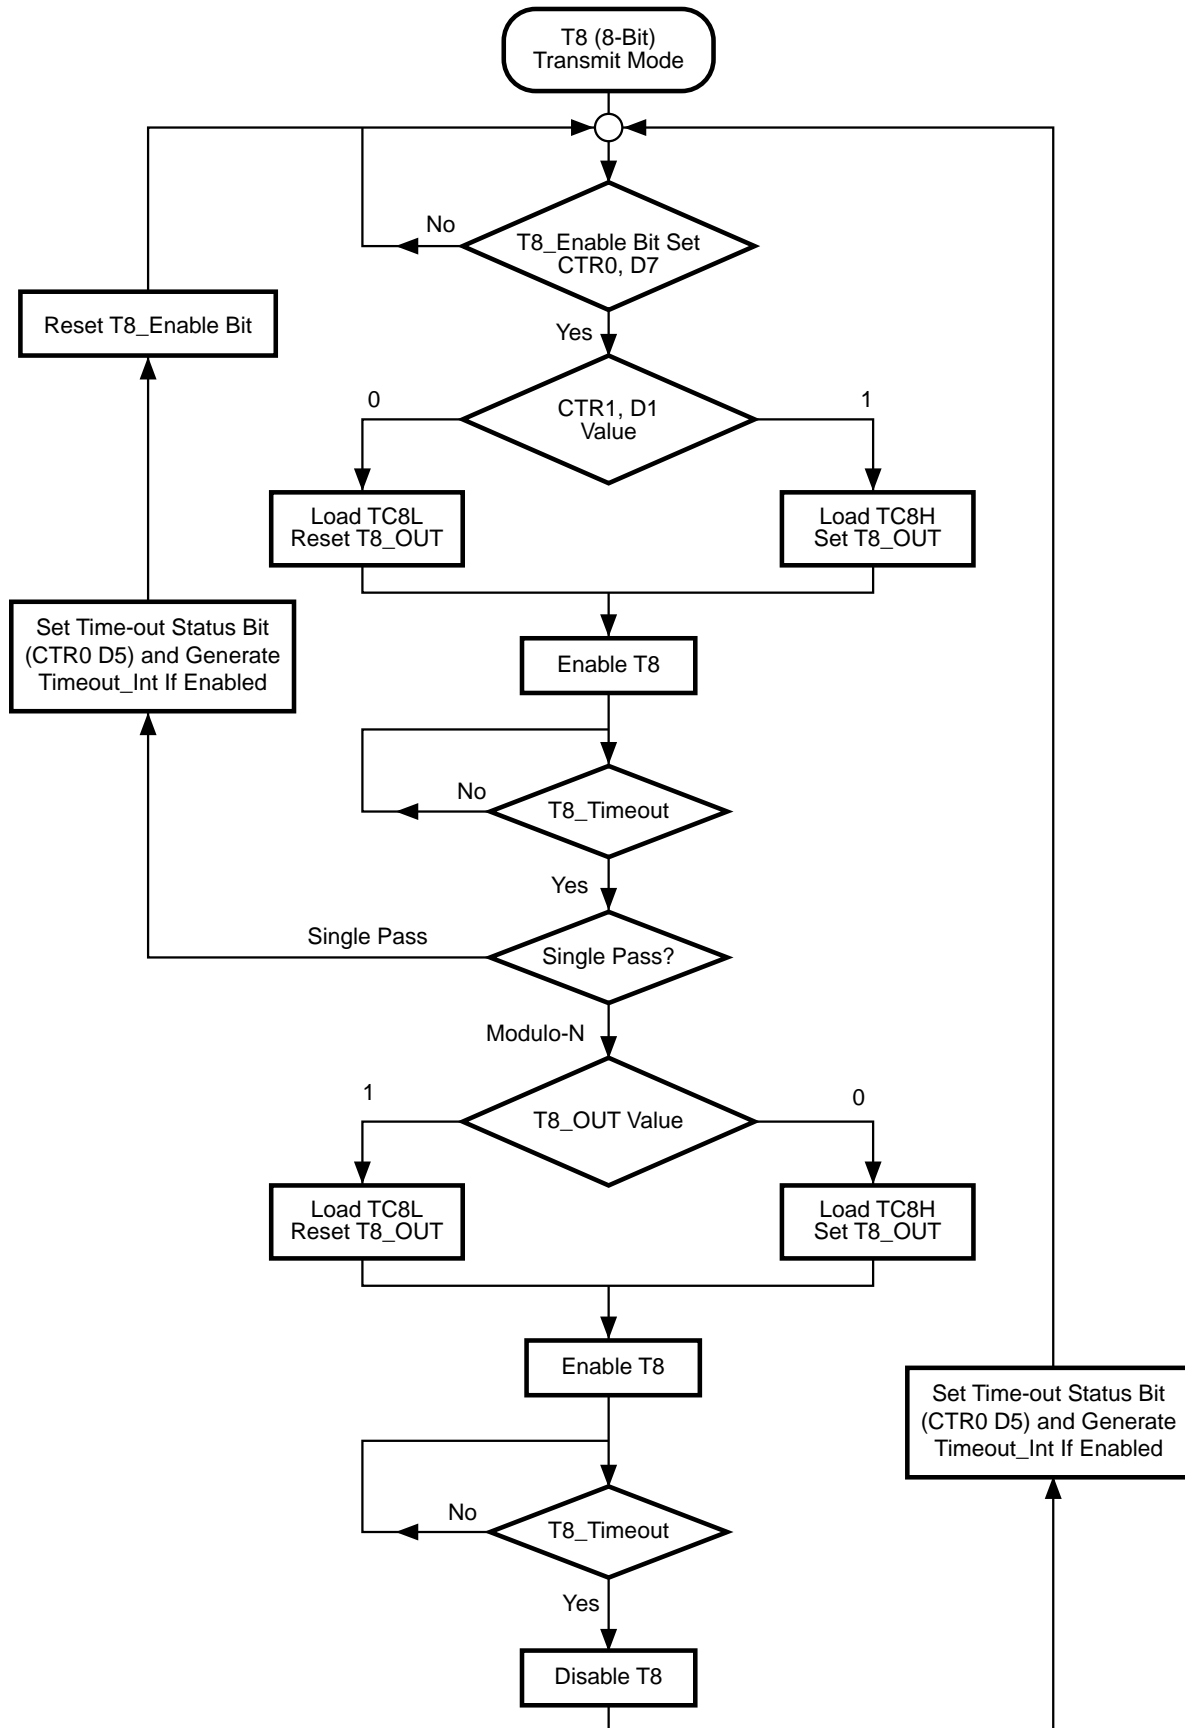 T8 (8-Bit)
Transmit Mode
No
T8_Enable Bit Set
CTR0, D7
Reset T8_Enable Bit
Yes
0
CTR1, D1
Value
1
Load TC8L
Reset T8_OUT
Load TC8H
Set T8_OUT
Set Time-out Status Bit
(CTR0 D5) and Generate
Timeout_Int If Enabled
Enable T8
No
T8_Timeout
Yes
Single Pass
Single Pass?
Modulo-N
1
T8_OUT Value
0
Load TC8L
Reset T8_OUT
Load TC8H
Set T8_OUT
Enable T8
Set Time-out Status Bit
(CTR0 D5) and Generate
Timeout_Int If Enabled
No
T8_Timeout
Yes
Disable T8